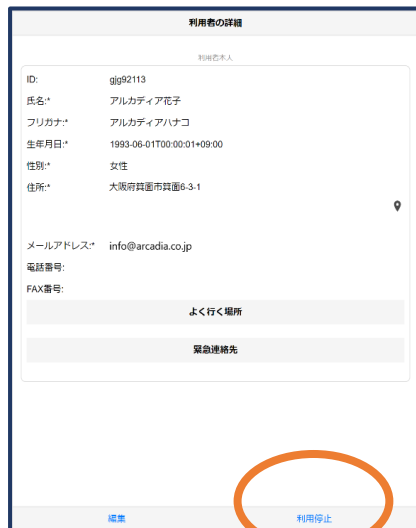 利用者の詳細
利用者本人
ID: gjg92113
氏名:* アルカディア花子
フリガナ:* アルカディアハナコ
生年月日:* 1993-06-01T00:00:01+09:00
性別:* 女性
住所:* 大阪府箕面市箕面6-3-1
メールアドレス:* info@arcadia.co.jp
電話番号:
FAX番号:
よく行く場所
緊急連絡先
編集 利用停止